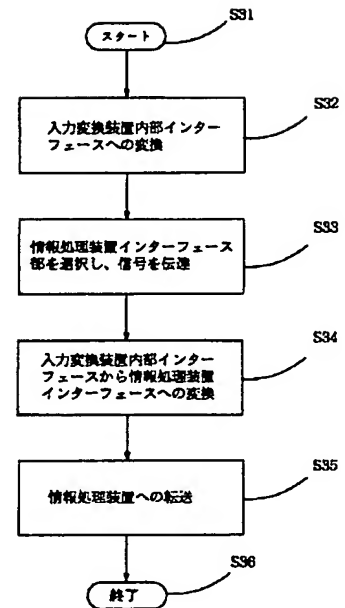 S31
スタート
S32
入力変換装置内部インター
フェースへの変換
S33
情報処理装置インターフェース
部を選択し、信号を伝達
S34
入力変換装置内部インター
フェースから情報処理装置
インターフェースへの変換
S35
情報処理装置への転送
S36
終了